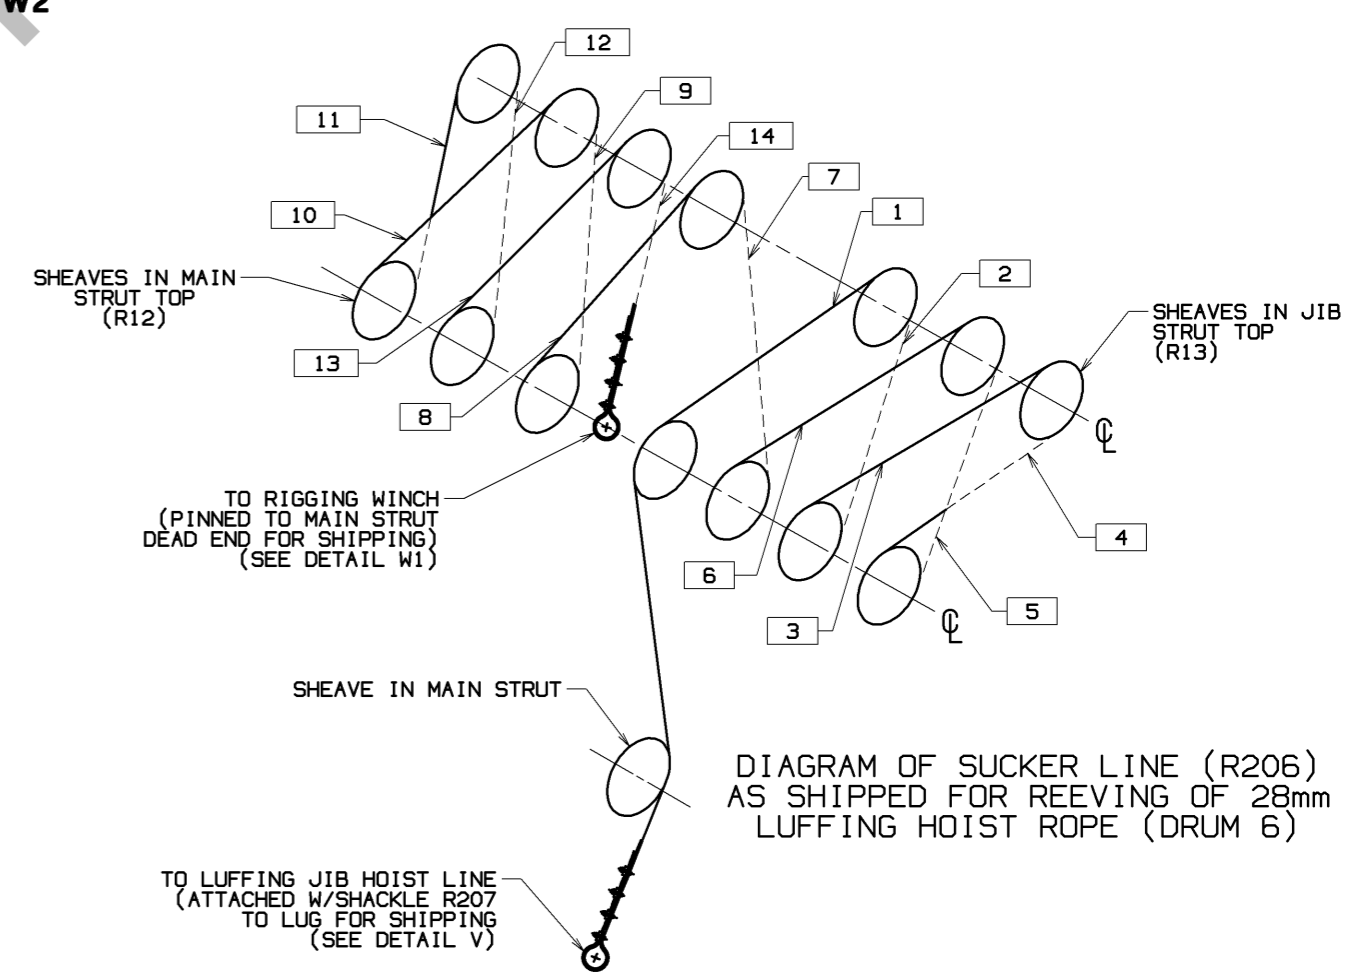 W2
12
9
14
7
1
2
11
10
SHEAVES IN MAIN
STRUT TOP
(R12)
SHEAVES IN JIB
STRUT TOP
(R13)
13
8
℄
TO RIGGING WINCH
(PINNED TO MAIN STRUT
DEAD END FOR SHIPPING)
(SEE DETAIL W1)
4
6
5
3
℄
SHEAVE IN MAIN STRUT
DIAGRAM OF SUCKER LINE (R206)
AS SHIPPED FOR REEVING OF 28mm
LUFFING HOIST ROPE (DRUM 6)
TO LUFFING JIB HOIST LINE
(ATTACHED W/SHACKLE R207
TO LUG FOR SHIPPING
(SEE DETAIL V)